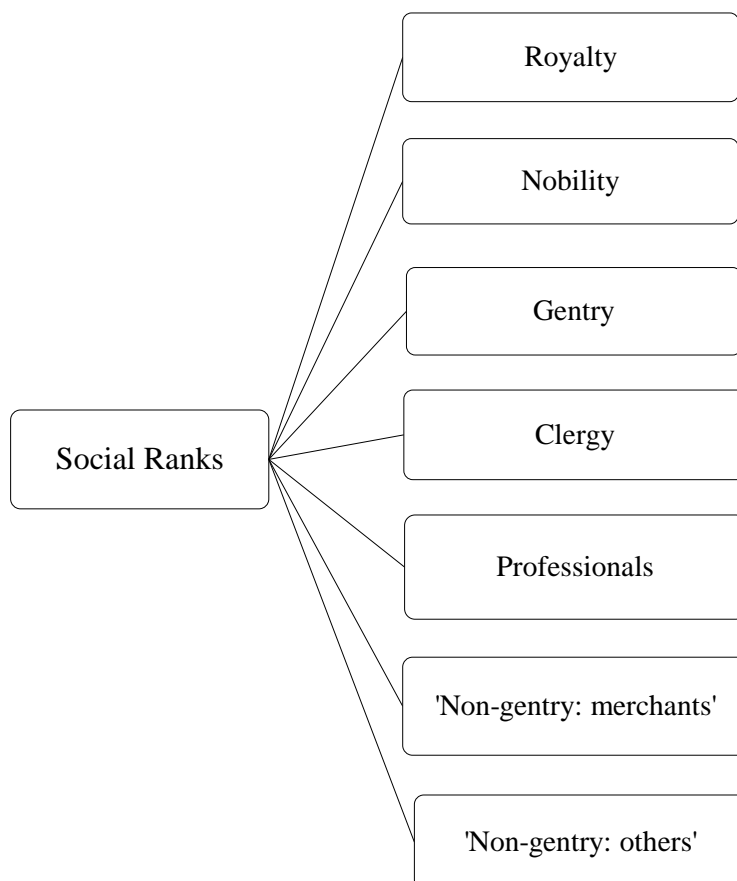 Royalty
Nobility
Gentry
Clergy
Social Ranks
Professionals
'Non-gentry: merchants'
'Non-gentry: others'